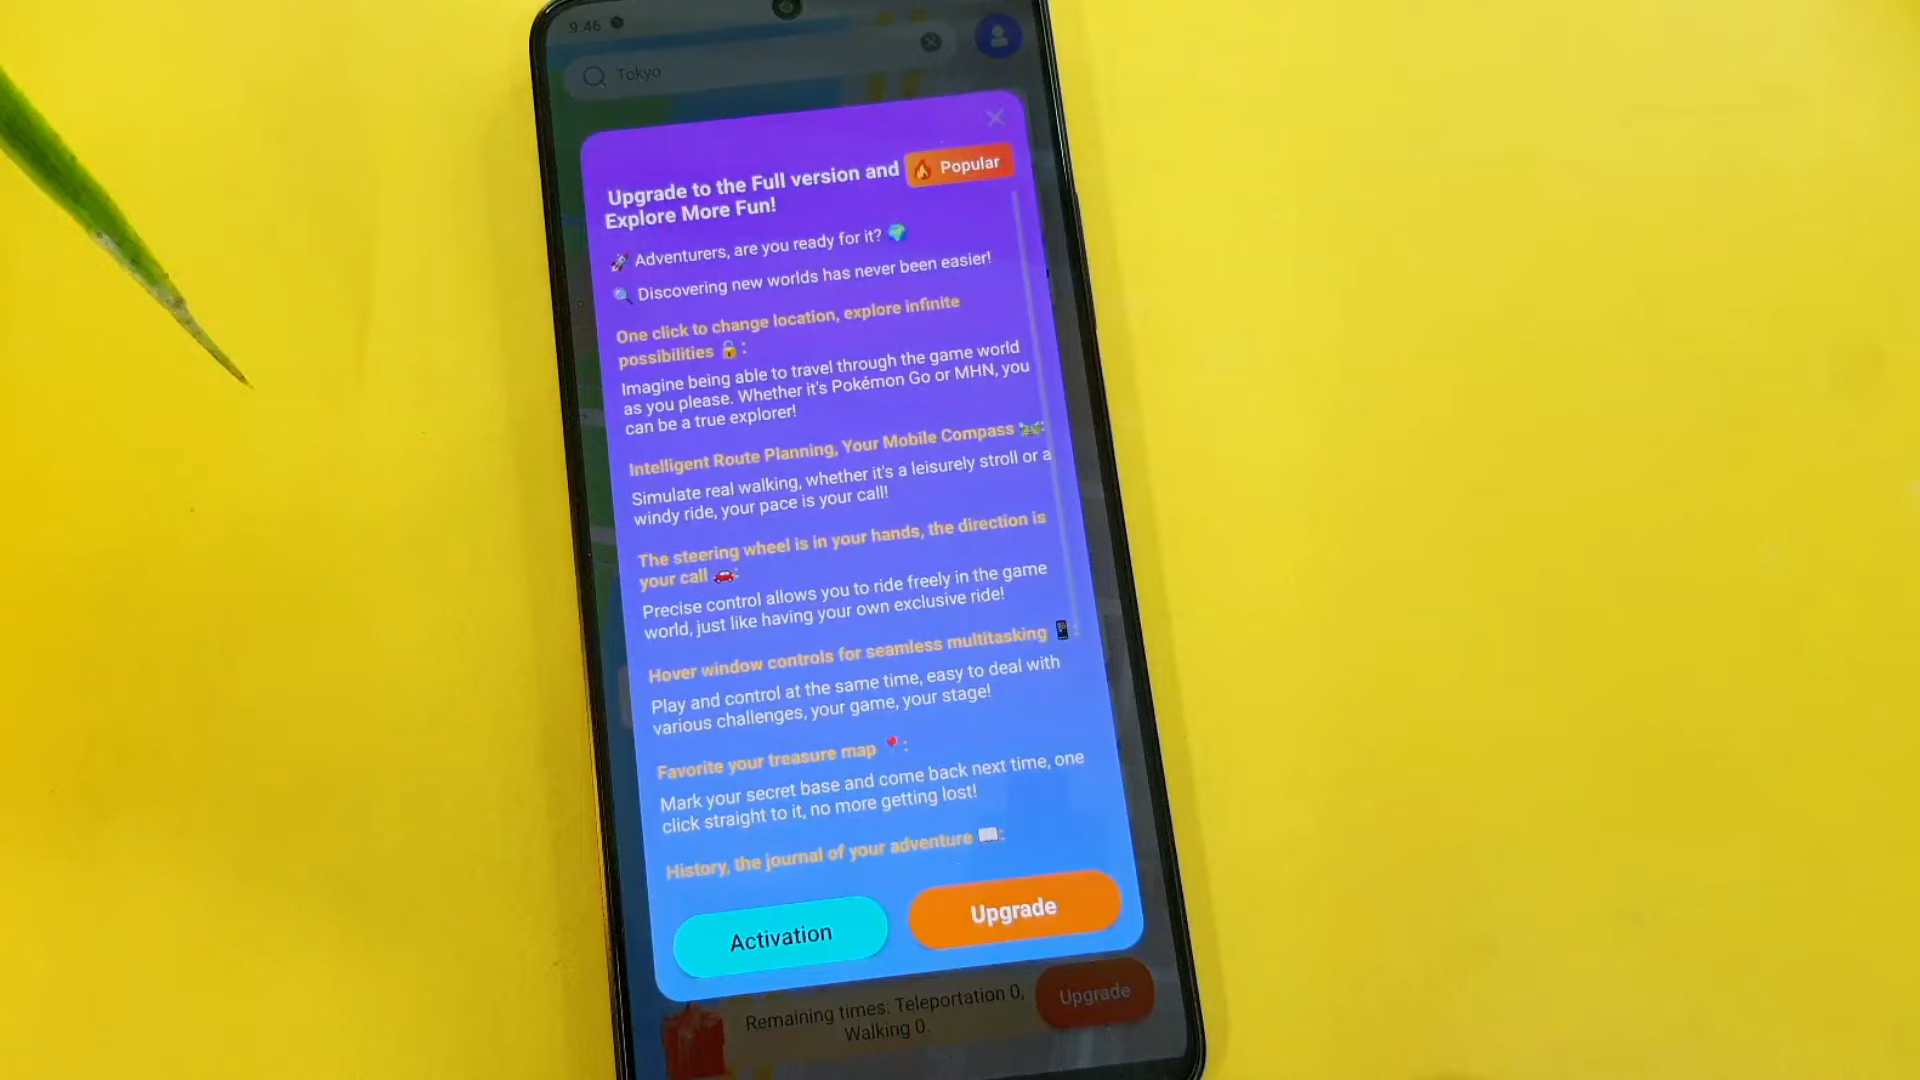 9:46
Tokyo
Upgrade to the Full version and
Explore More Fun!
🔥 Popular
🚀 Adventurers, are you ready for it? 🌍
🔍 Discovering new worlds has never been easier!
One click to change location, explore infinite
possibilities 🔓:
Imagine being able to travel through the game world
as you please. Whether it's Pokémon Go or MHN, you
can be a true explorer!
Intelligent Route Planning, Your Mobile Compass 🗺️:
Simulate real walking, whether it's a leisurely stroll or a
windy ride, your pace is your call!
The steering wheel is in your hands, the direction is
your call 🚗:
Precise control allows you to ride freely in the game
world, just like having your own exclusive ride!
Hover window controls for seamless multitasking 📱:
Play and control at the same time, easy to deal with
various challenges, your game, your stage!
Favorite your treasure map 📍:
Mark your secret base and come back next time, one
click straight to it, no more getting lost!
History, the journal of your adventure 📖:
Activation
Upgrade
Remaining times: Teleportation 0,
Walking 0.
Upgrade